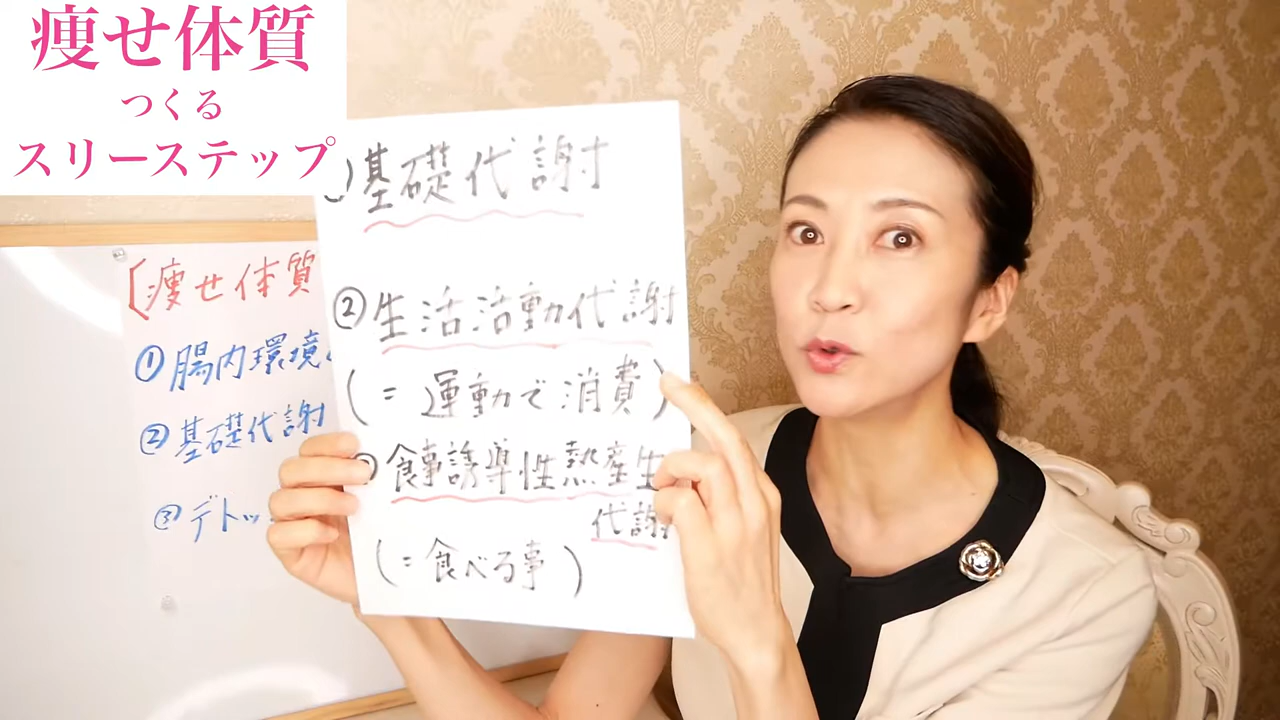 痩せ体質
つくる
スリーステップ
基礎代謝
②生活活動代謝
(=運動で消費)
食事誘導性熱産生
代謝
(=食べる事)
【痩せ体質
①腸内環境
②基礎代謝
③デトッ